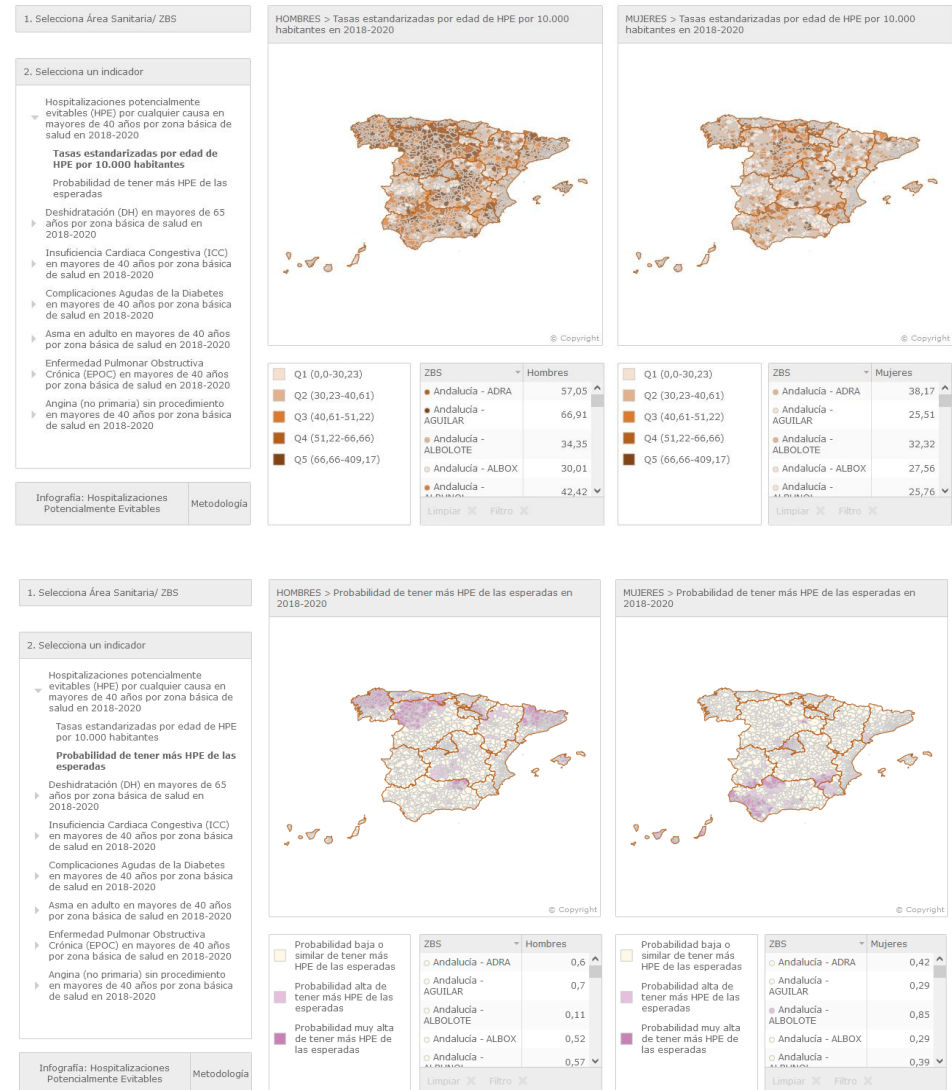 1. Selecciona Área Sanitaria/ ZBS
2. Selecciona un indicador
Hospitalizaciones potencialmente
evitables (HPE) por cualquier causa en
mayores de 40 años por zona básica de
salud en 2018-2020
Tasas estandarizadas por edad de
HPE por 10.000 habitantes
Probabilidad de tener más HPE de las
esperadas
Deshidratación (DH) en mayores de 65
años por zona básica de salud en
2018-2020
Insuficiencia Cardiaca Congestiva (ICC)
en mayores de 40 años por zona básica
de salud en 2018-2020
Complicaciones Agudas de la Diabetes
en mayores de 40 años por zona básica
de salud en 2018-2020
Asma en adulto en mayores de 40 años
por zona básica de salud en 2018-2020
Enfermedad Pulmonar Obstructiva
Crónica (EPOC) en mayores de 40 años
por zona básica de salud en 2018-2020
Angina (no primaria) sin procedimiento
en mayores de 40 años por zona básica
de salud en 2018-2020
Infografía: Hospitalizaciones
Potencialmente Evitables
Metodología
HOMBRES > Tasas estandarizadas por edad de HPE por 10.000
habitantes en 2018-2020
© Copyright
Q1 (0,0-30,23)
Q2 (30,23-40,61)
Q3 (40,61-51,22)
Q4 (51,22-66,66)
Q5 (66,66-409,17)
ZBS Hombres
Andalucía - ADRA 57,05
Andalucía -
AGUILAR 66,91
Andalucía -
ALBOLOTE 34,35
Andalucía - ALBOX 30,01
Andalucía -
42,42
Limpiar Filtro
MUJERES > Tasas estandarizadas por edad de HPE por 10.000
habitantes en 2018-2020
© Copyright
Q1 (0,0-30,23)
Q2 (30,23-40,61)
Q3 (40,61-51,22)
Q4 (51,22-66,66)
Q5 (66,66-409,17)
ZBS Mujeres
Andalucía - ADRA 38,17
Andalucía -
AGUILAR 25,51
Andalucía -
ALBOLOTE 32,32
Andalucía - ALBOX 27,56
Andalucía -
25,76
Limpiar Filtro
1. Selecciona Área Sanitaria/ ZBS
2. Selecciona un indicador
Hospitalizaciones potencialmente
evitables (HPE) por cualquier causa en
mayores de 40 años por zona básica de
salud en 2018-2020
Tasas estandarizadas por edad de HPE
por 10.000 habitantes
Probabilidad de tener más HPE de las
esperadas
Deshidratación (DH) en mayores de 65
años por zona básica de salud en
2018-2020
Insuficiencia Cardiaca Congestiva (ICC)
en mayores de 40 años por zona básica
de salud en 2018-2020
Complicaciones Agudas de la Diabetes
en mayores de 40 años por zona básica
de salud en 2018-2020
Asma en adulto en mayores de 40 años
por zona básica de salud en 2018-2020
Enfermedad Pulmonar Obstructiva
Crónica (EPOC) en mayores de 40 años
por zona básica de salud en 2018-2020
Angina (no primaria) sin procedimiento
en mayores de 40 años por zona básica
de salud en 2018-2020
Infografía: Hospitalizaciones
Potencialmente Evitables
Metodología
HOMBRES > Probabilidad de tener más HPE de las esperadas en
2018-2020
© Copyright
Probabilidad baja o
similar de tener más
HPE de las esperadas
Probabilidad alta de
tener más HPE de las
esperadas
Probabilidad muy alta
de tener más HPE de
las esperadas
ZBS Hombres
Andalucía - ADRA 0,6
Andalucía -
AGUILAR 0,7
Andalucía -
ALBOLOTE 0,11
Andalucía - ALBOX 0,52
Andalucía -
0,57
Limpiar Filtro
MUJERES > Probabilidad de tener más HPE de las esperadas en
2018-2020
© Copyright
Probabilidad baja o
similar de tener más
HPE de las esperadas
Probabilidad alta de
tener más HPE de las
esperadas
Probabilidad muy alta
de tener más HPE de
las esperadas
ZBS Mujeres
Andalucía - ADRA 0,42
Andalucía -
AGUILAR 0,29
Andalucía -
ALBOLOTE 0,85
Andalucía - ALBOX 0,29
Andalucía -
0,39
Limpiar Filtro